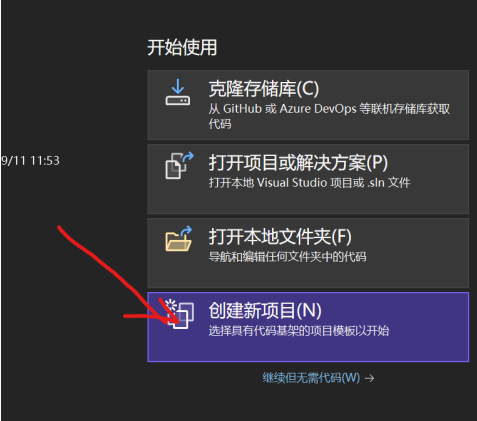 开始使用
克隆存储库(C)
从 GitHub 或 Azure DevOps 等联机存储库获取
代码
9/11 11:53
打开项目或解决方案(P)
打开本地 Visual Studio 项目或 .sln 文件
打开本地文件夹(F)
导航和编辑任何文件夹中的代码
创建新项目(N)
选择具有代码基架的项目模板以开始
继续但无需代码(W) →